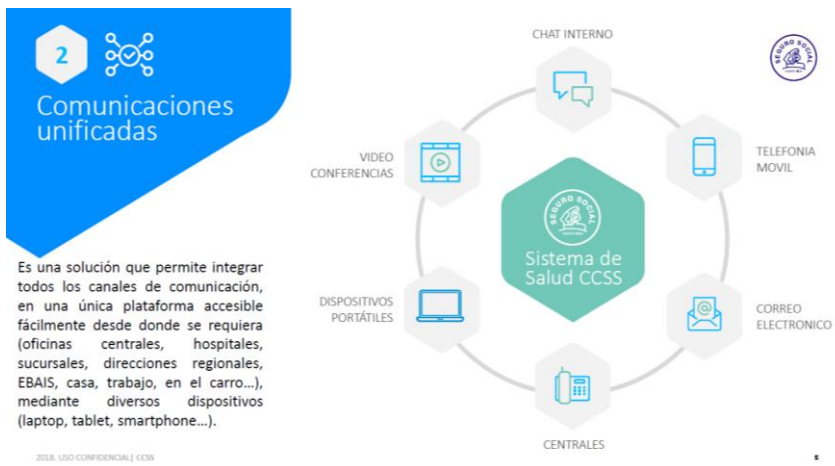 2
Comunicaciones
unificadas
Es una solución que permite integrar
todos los canales de comunicación,
en una única plataforma accesible
fácilmente desde donde se requiera
(oficinas centrales, hospitales,
sucursales, direcciones regionales,
EBAIS, casa, trabajo, en el carro...),
mediante diversos dispositivos
(laptop, tablet, smartphone...).
CHAT INTERNO
SEGURO SOCIAL
TELEFONIA
MOVIL
VIDEO
CONFERENCIAS
SEGURO SOCIAL
Sistema de
Salud CCSS
DISPOSITIVOS
PORTÁTILES
CORREO
ELECTRONICO
CENTRALES
2018. USO CONFIDENCIAL| CCSS